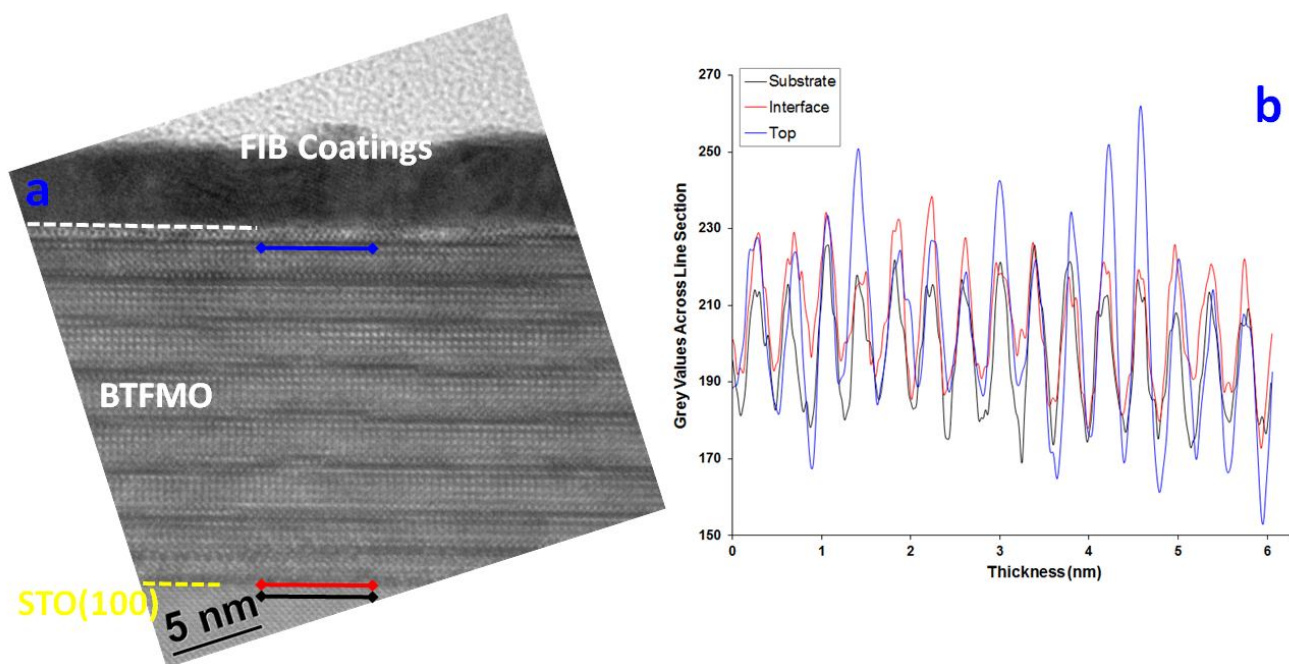 a
FIB Coatings
BTFMO
STO(100)
5 nm
b
Substrate
Interface
Top
Grey Values Across Line Section
270
250
230
210
190
170
150
0
1
2
3
4
5
6
Thickness (nm)